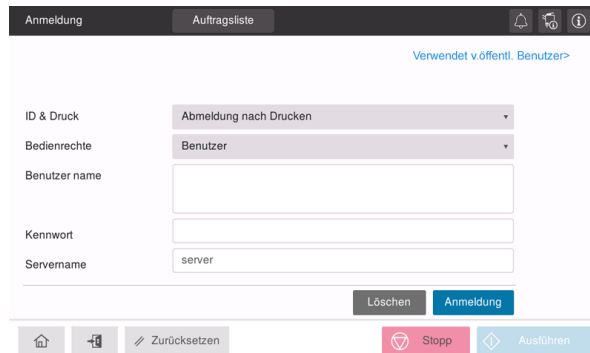 Anmeldung Auftragsliste
Verwendet v.öffentl. Benutzer>
ID & Druck Abmeldung nach Drucken
Bedienrechte Benutzer
Benutzer name
Kennwort
Servername server
Löschen Anmeldung
Zurücksetzen Stopp Ausführen